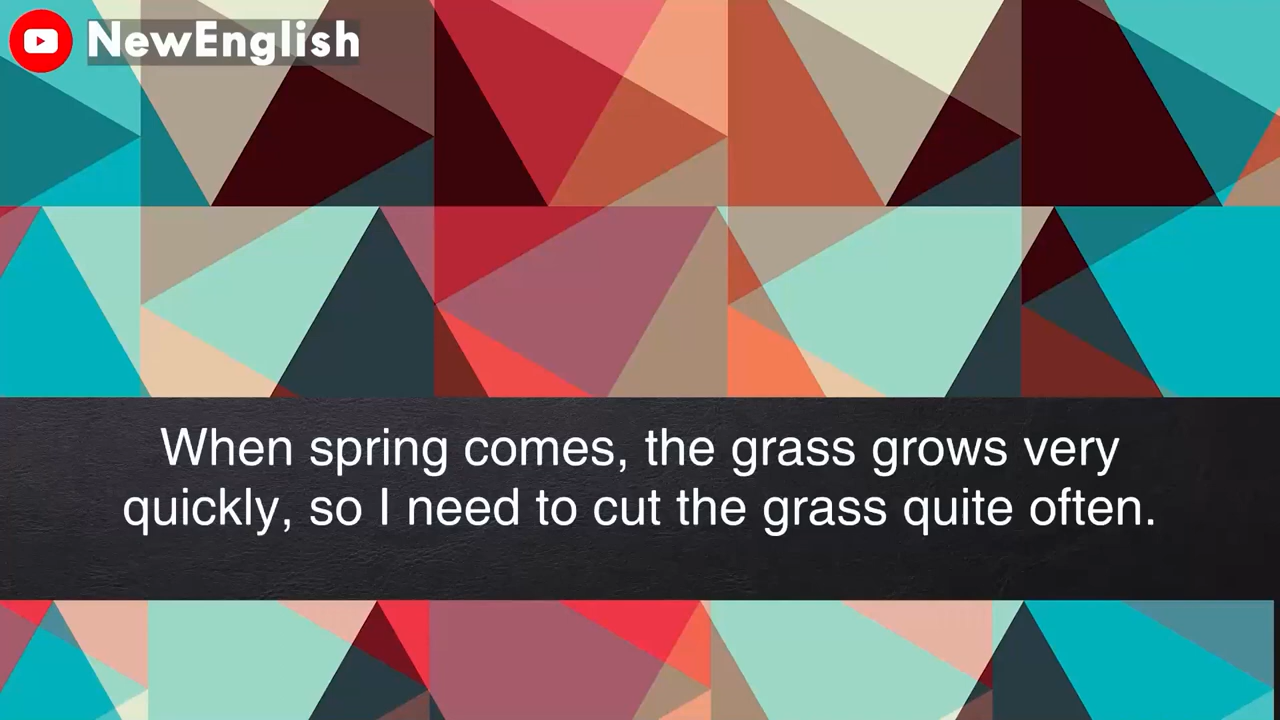 NewEnglish
When spring comes, the grass grows very
quickly, so I need to cut the grass quite often.